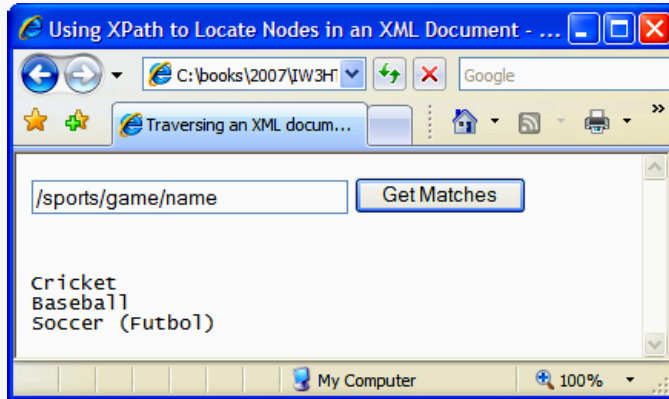 Using XPath to Locate Nodes in an XML Document - ...
C:\books\2007\IW3HT
Google
Traversing an XML docum...
»
/sports/game/name
Get Matches
Cricket
Baseball
Soccer (Futbol)
My Computer
100%